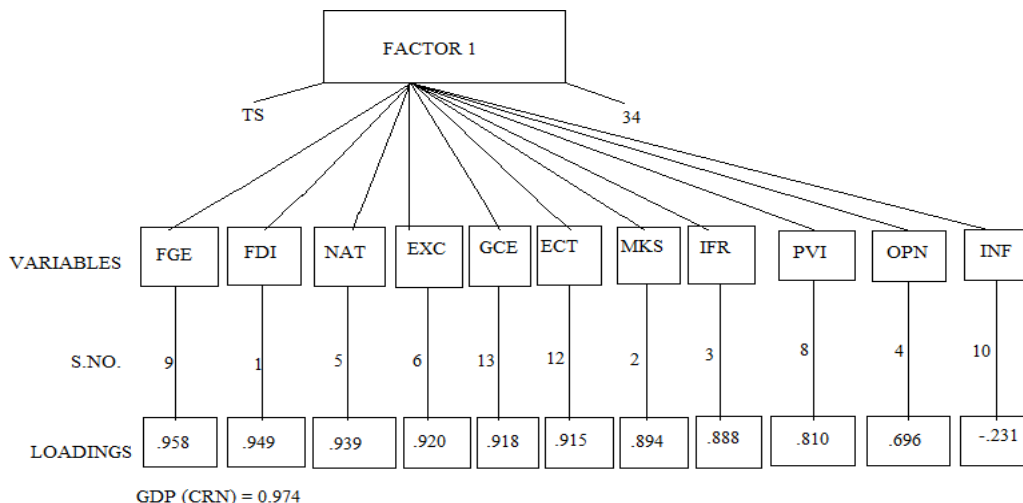 FACTOR 1
TS 34
VARIABLES FGE FDI NAT EXC GCE ECT MKS IFR PVI OPN INF
S.NO. 9 1 5 6 13 12 2 3 8 4 10
LOADINGS .958 .949 .939 .920 .918 .915 .894 .888 .810 .696 -.231
GDP (CRN) = 0.974